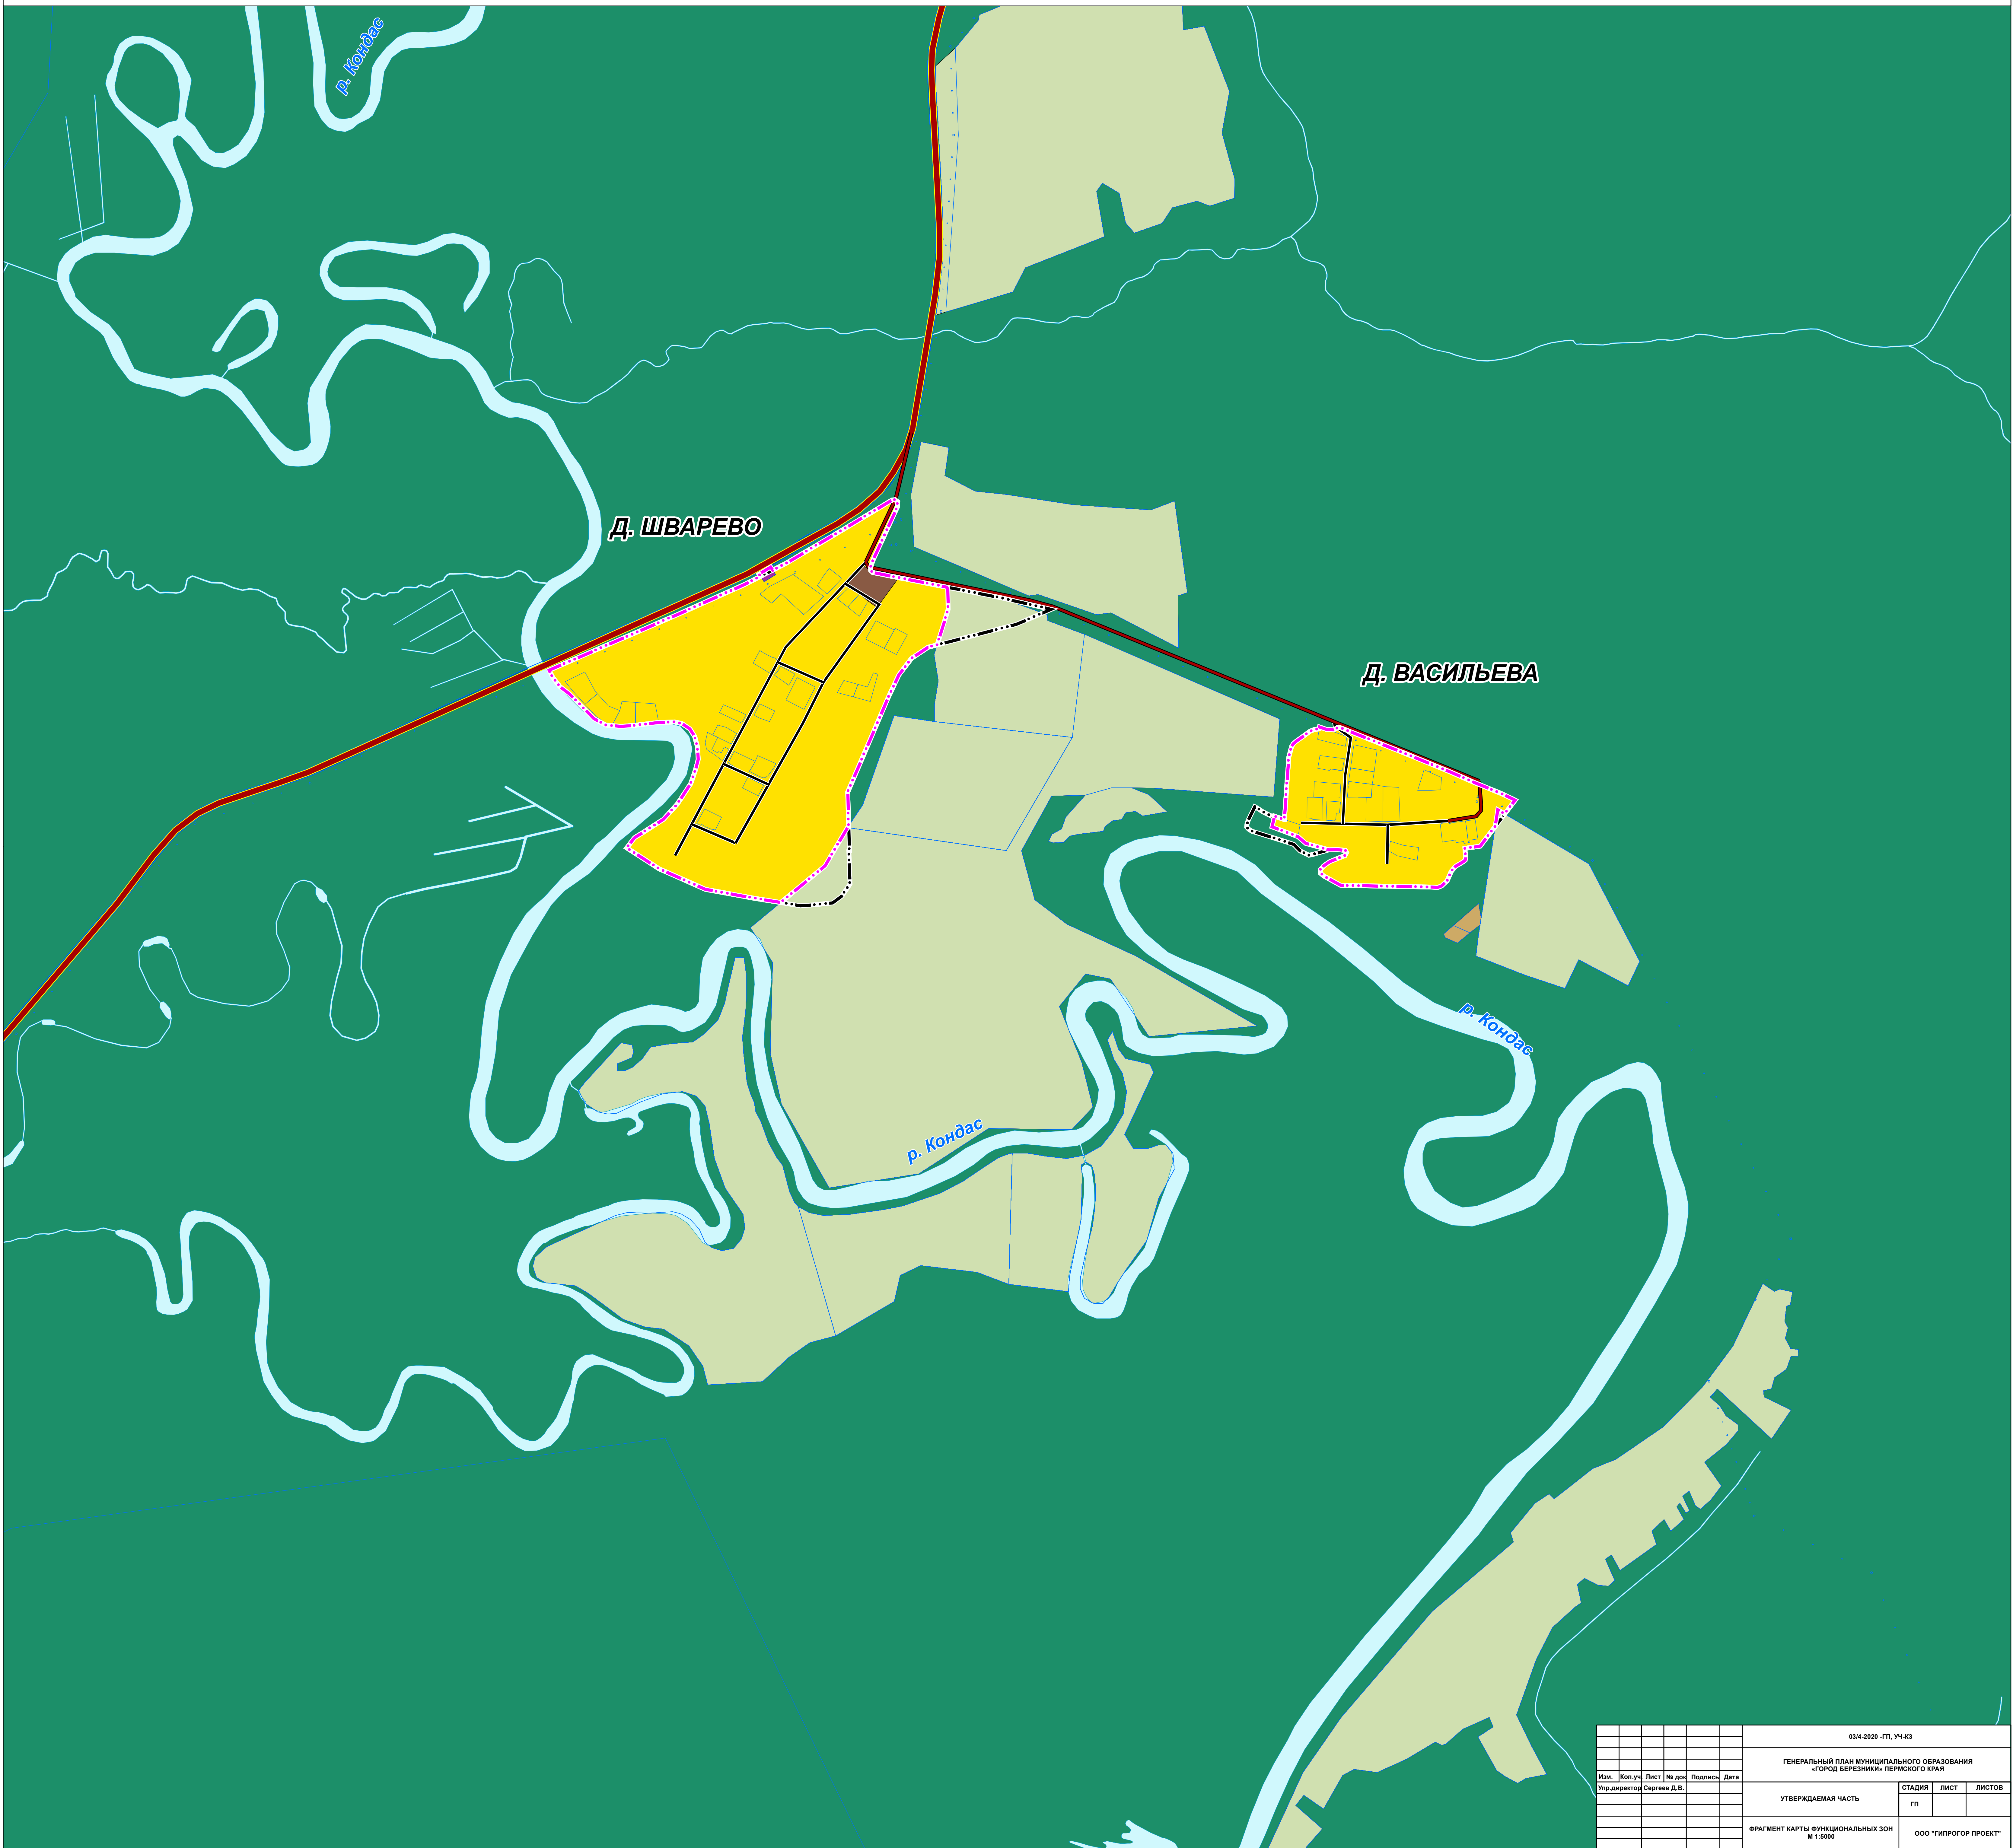 р. Кондас
Д. ШВАРЕВО
Д. ВАСИЛЬЕВА
р. Кондас
р. Кондас
03/4-2020 -ГП, УЧ-КЗ
ГЕНЕРАЛЬНЫЙ ПЛАН МУНИЦИПАЛЬНОГО ОБРАЗОВАНИЯ
«ГОРОД БЕРЕЗНИКИ» ПЕРМСКОГО КРАЯ
Изм. Кол.уч Лист № док Подпись Дата
Упр.директор Сергеев Д.В.
УТВЕРЖДАЕМАЯ ЧАСТЬ
СТАДИЯ ЛИСТ ЛИСТОВ
ГП
ФРАГМЕНТ КАРТЫ ФУНКЦИОНАЛЬНЫХ ЗОН
М 1:5000
ООО "ГИПРОГОР ПРОЕКТ"